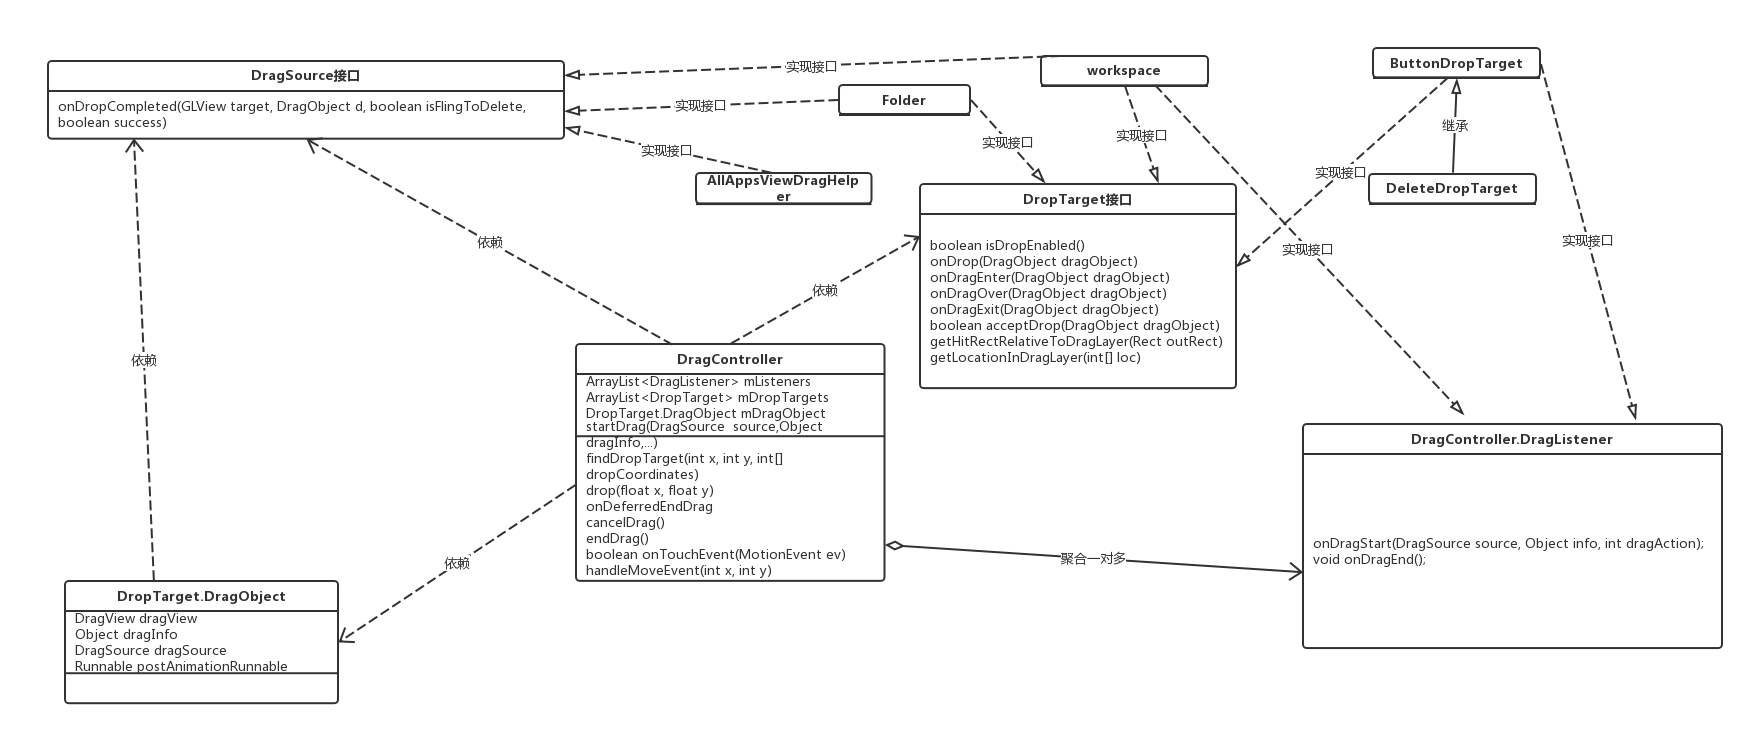 DragSource接口
onDropCompleted(GLView target, DragObject d, boolean isFlingToDelete,
boolean success)
实现接口
workspace
ButtonDropTarget
实现接口
Folder
继承
实现接口
实现接口
实现接口
AllAppsViewDragHelp
er
实现接口
DeleteDropTarget
DropTarget接口
boolean isDropEnabled()
onDrop(DragObject dragObject)
onDragEnter(DragObject dragObject)
onDragOver(DragObject dragObject)
onDragExit(DragObject dragObject)
boolean acceptDrop(DragObject dragObject)
getHitRectRelativeToDragLayer(Rect outRect)
getLocationInDragLayer(int[] loc)
依赖
实现接口
实现接口
依赖
依赖
DragController
ArrayList<DragListener> mListeners
ArrayList<DropTarget> mDropTargets
DropTarget.DragObject mDragObject
startDrag(DragSource  source,Object
dragInfo,...)
findDropTarget(int x, int y, int[]
dropCoordinates)
drop(float x, float y)
onDeferredEndDrag
cancelDrag()
endDrag()
boolean onTouchEvent(MotionEvent ev)
handleMoveEvent(int x, int y)
DragController.DragListener
onDragStart(DragSource source, Object info, int dragAction);
void onDragEnd();
聚合一对多
依赖
DropTarget.DragObject
DragView dragView
Object dragInfo
DragSource dragSource
Runnable postAnimationRunnable